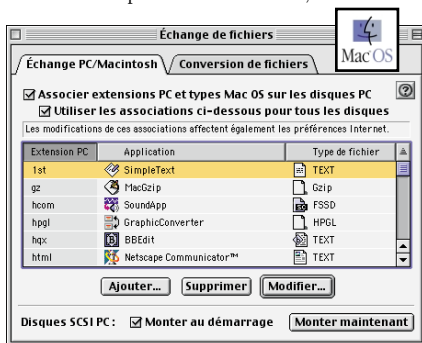 Échange de fichiers
Mac OS
Échange PC/Macintosh
Conversion de fichiers
Associer extensions PC et types Mac OS sur les disques PC
Utiliser les associations ci-dessous pour tous les disques
Les modifications de ces associations affectent également les préférences Internet.
Extension PC Application Type de fichier
1st SimpleText TEXT
gz MacGzip Gzip
hcom SoundApp FSSD
hpgl GraphicConverter HPGL
hqx BBEdit TEXT
html Netscape Communicator™ TEXT
Ajouter... Supprimer Modifier...
Disques SCSI PC : Monter au démarrage Monter maintenant